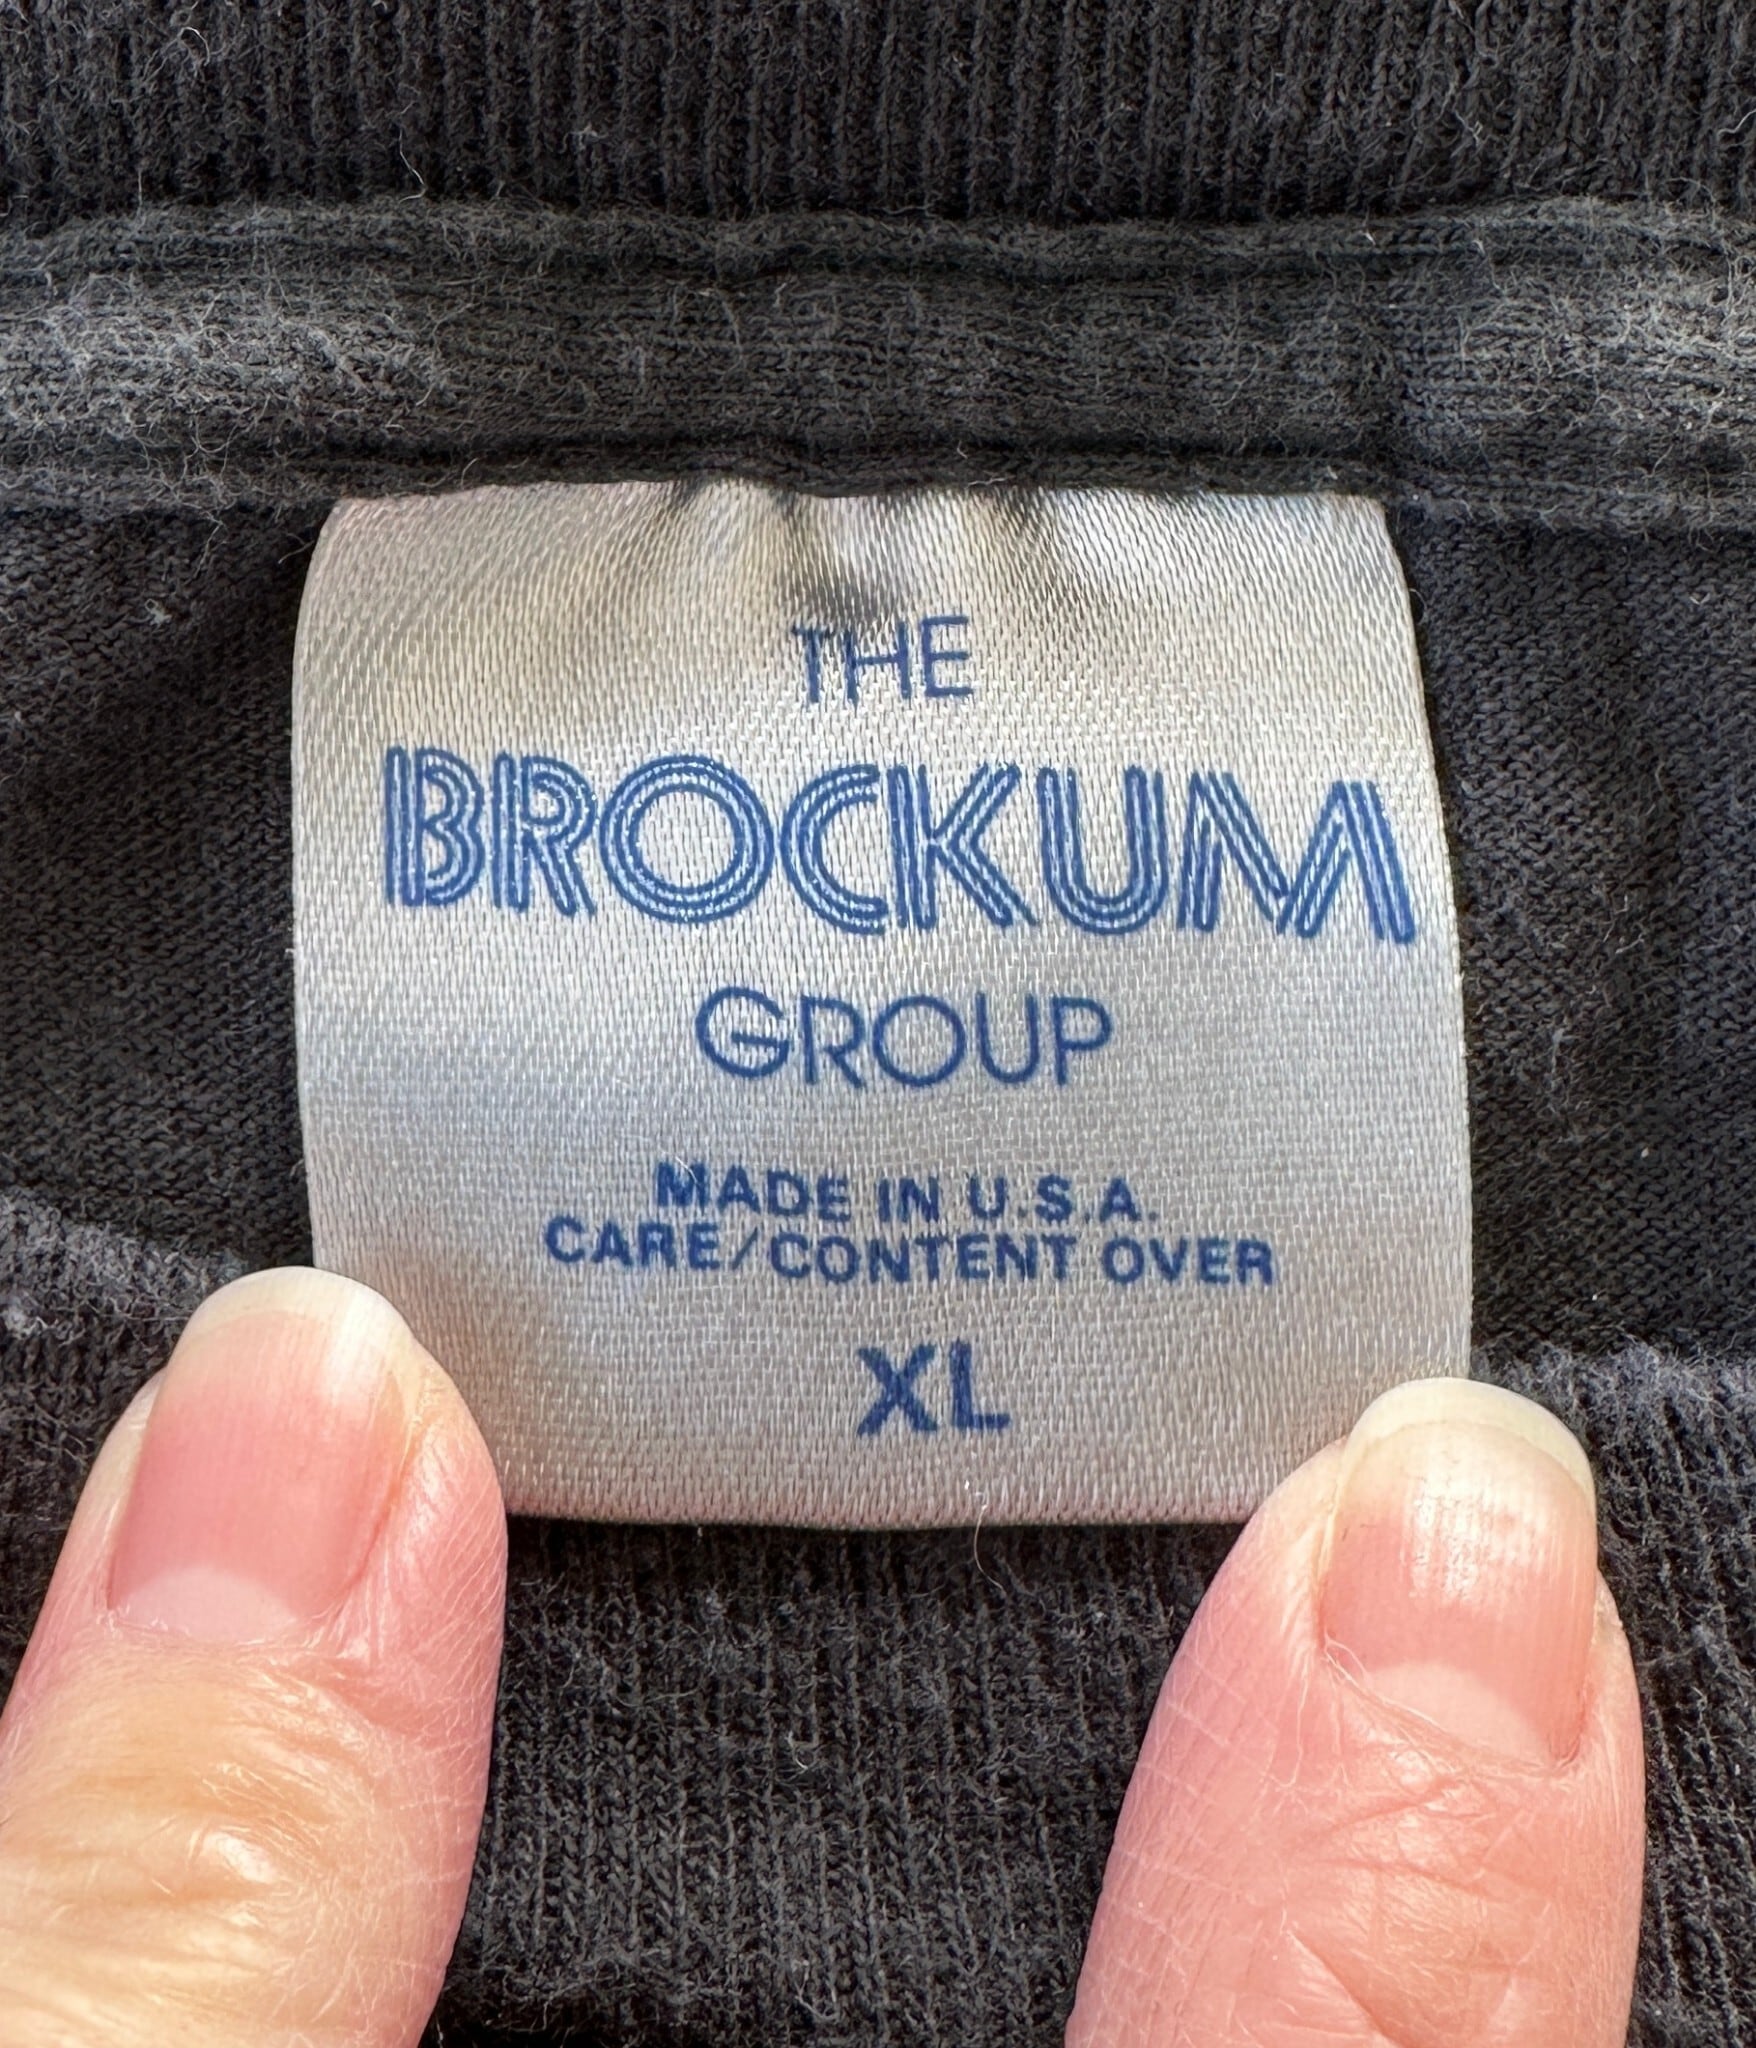 THE
BROCKUM
GROUP
MADE IN U.S.A.
CARE/CONTENT OVER
XL